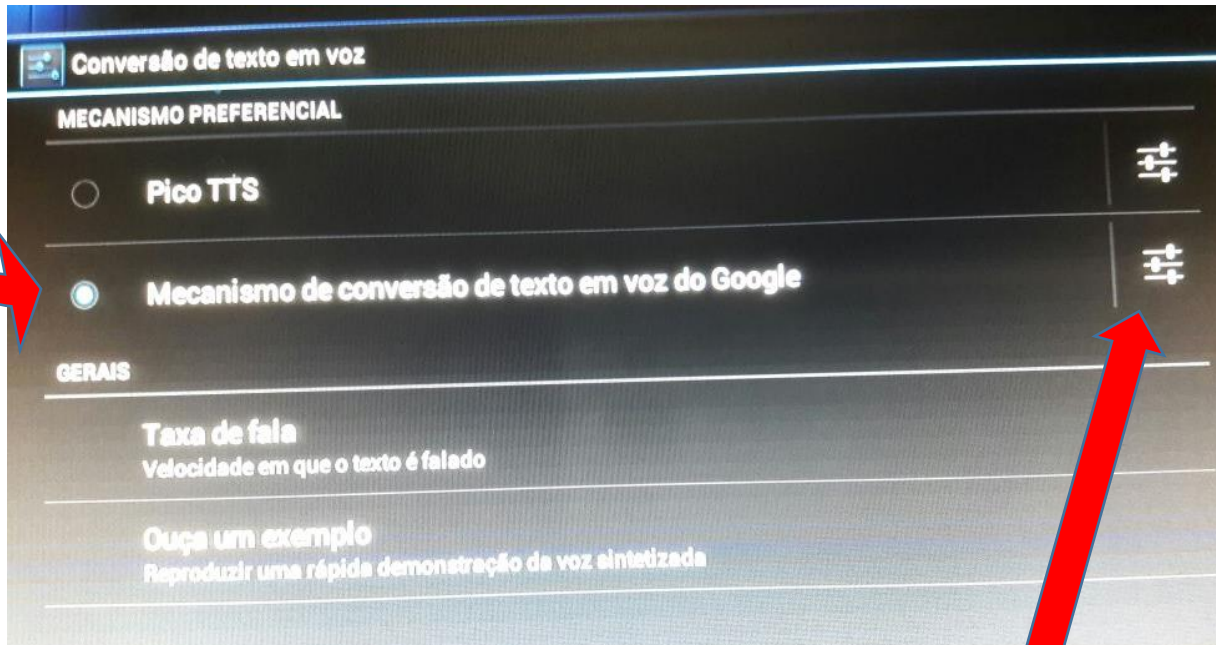 Conversão de texto em voz
MECANISMO PREFERENCIAL
Pico TTS
Mecanismo de conversão de texto em voz do Google
GERAIS
Taxa de fala
Velocidade em que o texto é falado
Ouça um exemplo
Reproduzir uma rápida demonstração da voz sintetizada